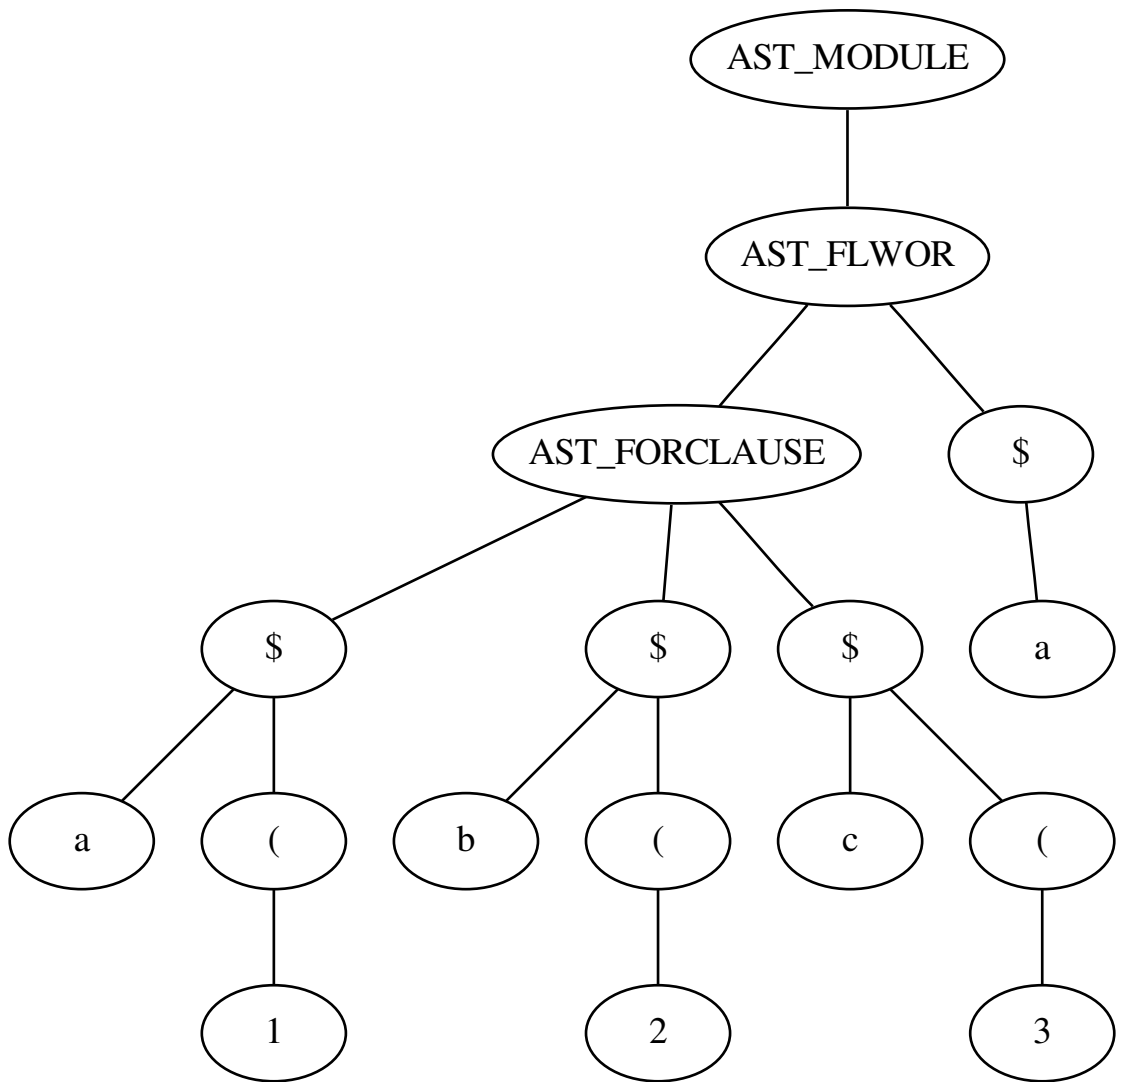 AST_MODULE
AST_FLWOR
AST_FORCLAUSE $
$ $ $ a
a ( b ( c (
1 2 3